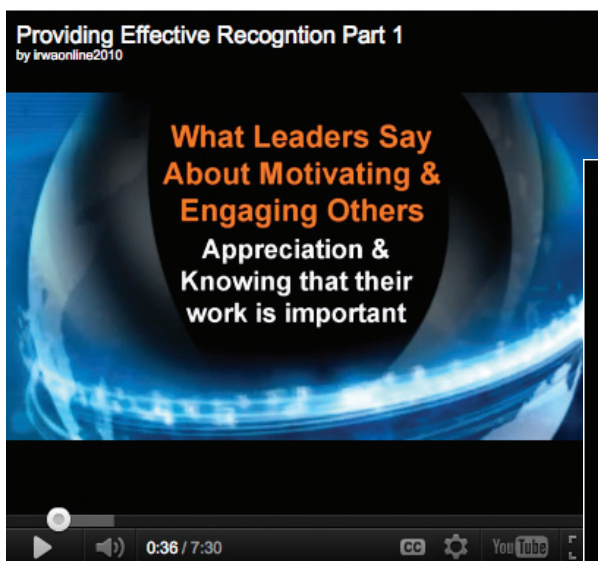 Providing Effective Recogntion Part 1
by irwaonline2010
What Leaders Say
About Motivating &
Engaging Others
Appreciation &
Knowing that their
work is important
0:36 / 7:30
CC
YouTube